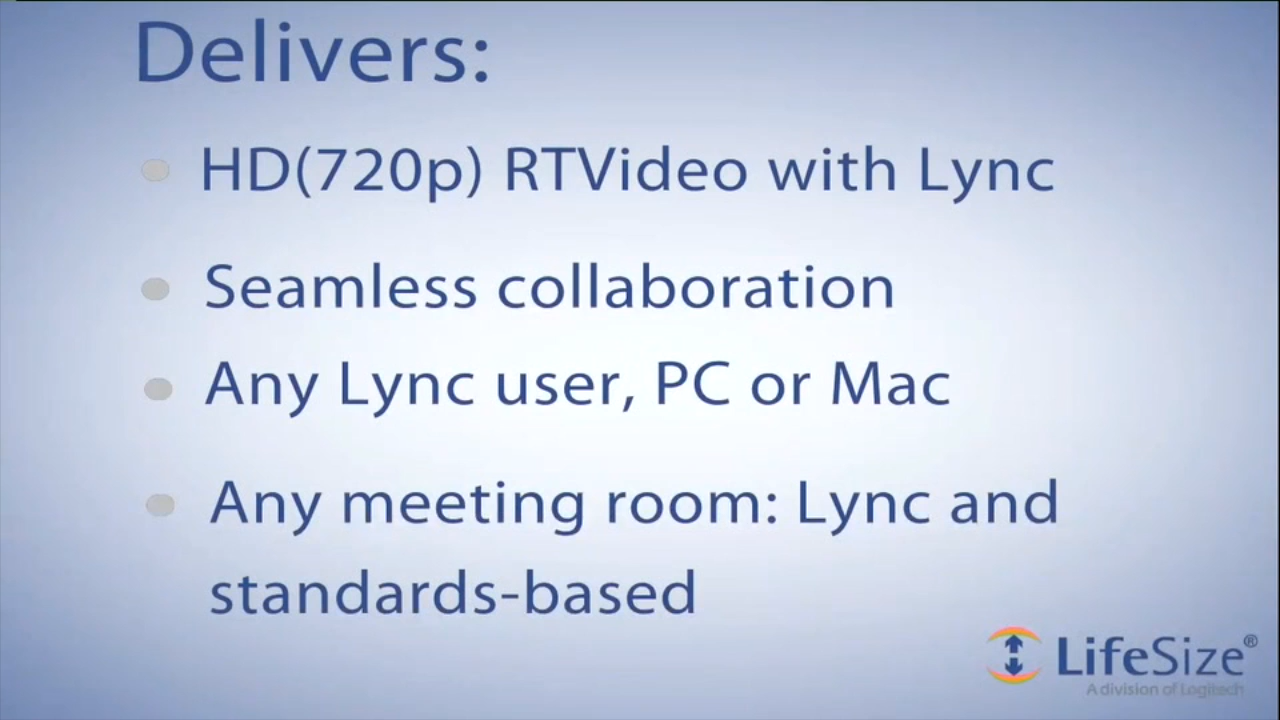 Delivers:
HD(720p) RTVideo with Lync
Seamless collaboration
Any Lync user, PC or Mac
Any meeting room: Lync and
standards-based
LifeSize®
A division of Logitech